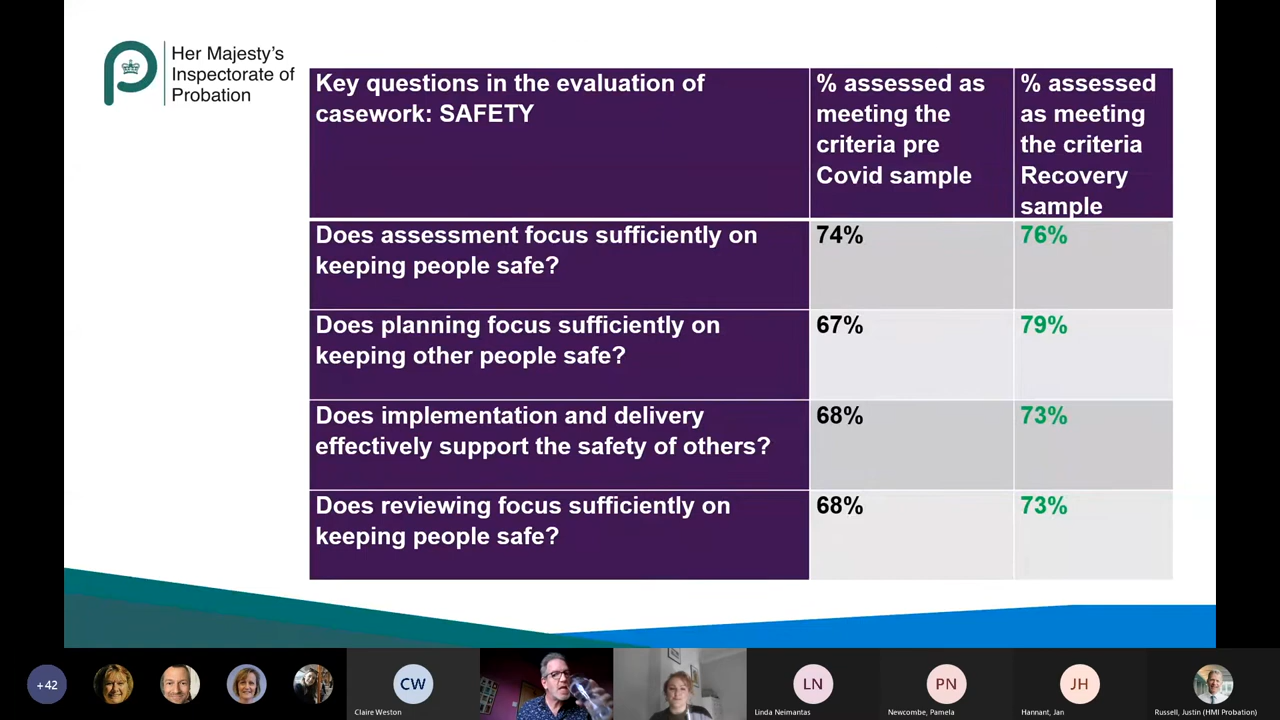 Her Majesty's
Inspectorate of
Probation
Key questions in the evaluation of
casework: SAFETY
% assessed as
meeting the
criteria pre
Covid sample
% assessed
as meeting
the criteria
Recovery
sample
Does assessment focus sufficiently on
keeping people safe?
74%
76%
Does planning focus sufficiently on
keeping other people safe?
67%
79%
Does implementation and delivery
effectively support the safety of others?
68%
73%
Does reviewing focus sufficiently on
keeping people safe?
68%
73%
+42
CW
Claire Weston
LN
Linda Neimantas
PN
Newcombe, Pamela
JH
Hannant, Jan
Russell, Justin (HMI Probation)